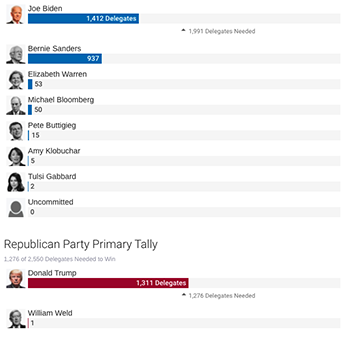 Joe Biden
1,412 Delegates
1,991 Delegates Needed
Bernie Sanders
937
Elizabeth Warren
53
Michael Bloomberg
50
Pete Buttigieg
15
Amy Klobuchar
5
Tulsi Gabbard
2
Uncommitted
0
Republican Party Primary Tally
1,276 of 2,550 Delegates Needed to Win
Donald Trump
1,311 Delegates
1,276 Delegates Needed
William Weld
1